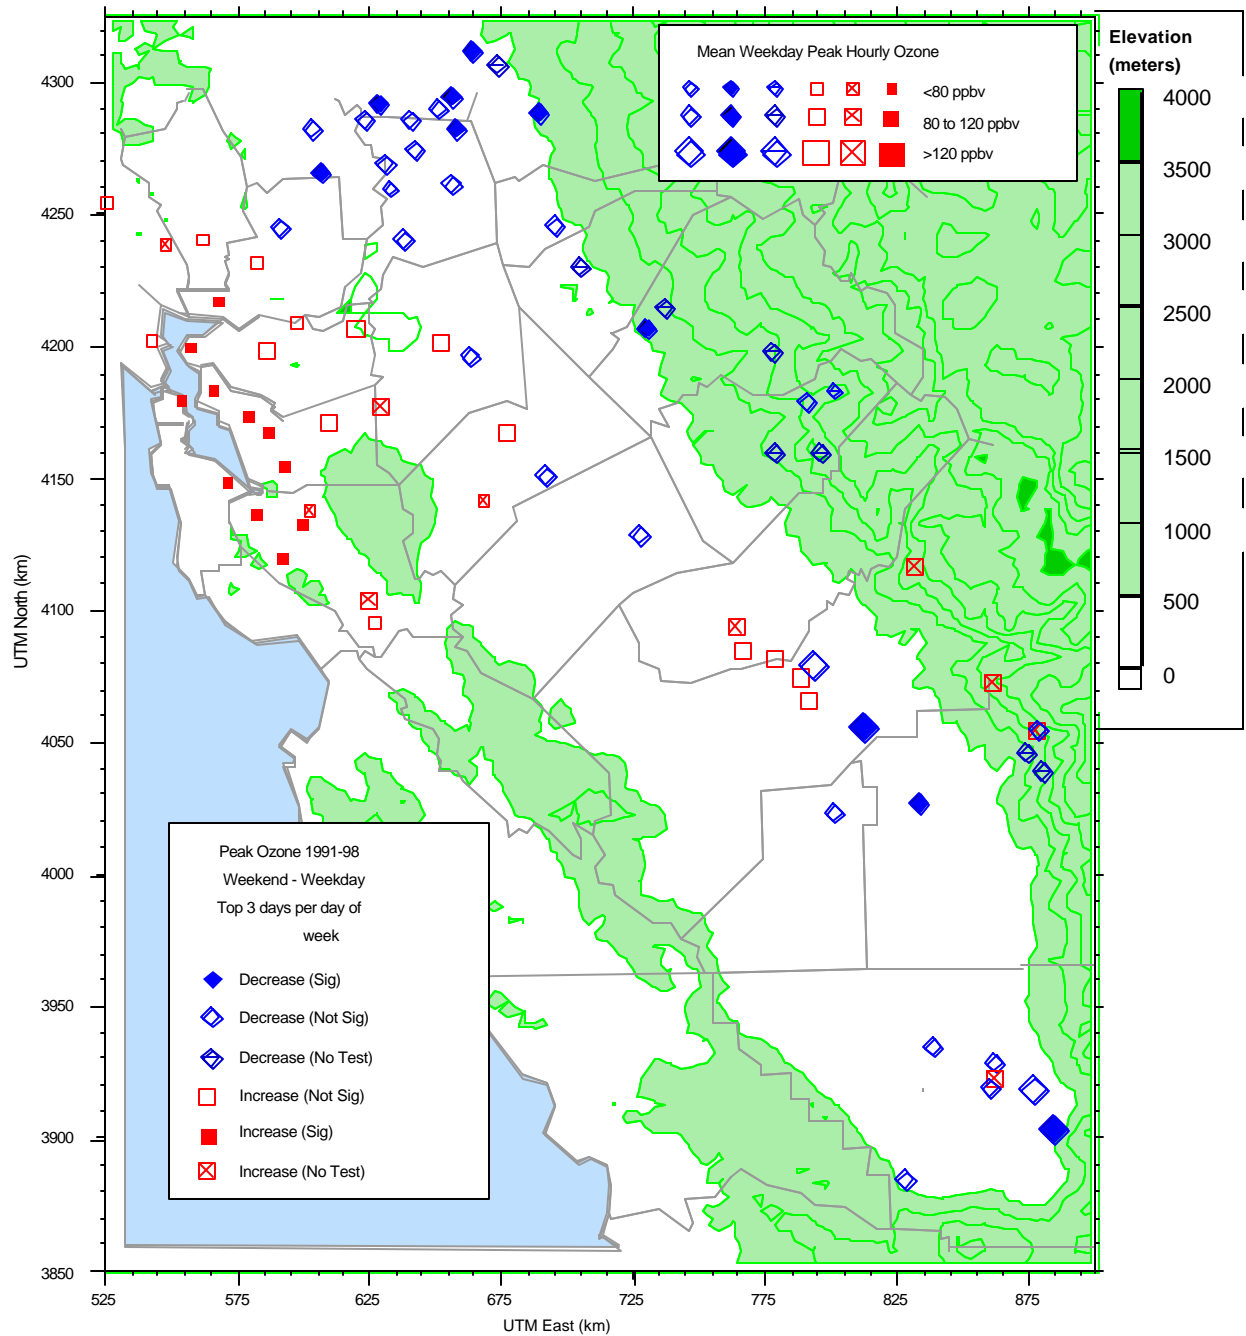 Mean Weekday Peak Hourly Ozone
<80 ppbv
80 to 120 ppbv
>120 ppbv
Elevation
(meters)
4000
3500
3000
2500
2000
1500
1000
500
0
UTM North (km)
4300
4250
4200
4150
4100
4050
4000
3950
3900
3850
Peak Ozone 1991-98
Weekend - Weekday
Top 3 days per day of
week
Decrease (Sig)
Decrease (Not Sig)
Decrease (No Test)
Increase (Not Sig)
Increase (Sig)
Increase (No Test)
525 575 625 675 725 775 825 875
UTM East (km)